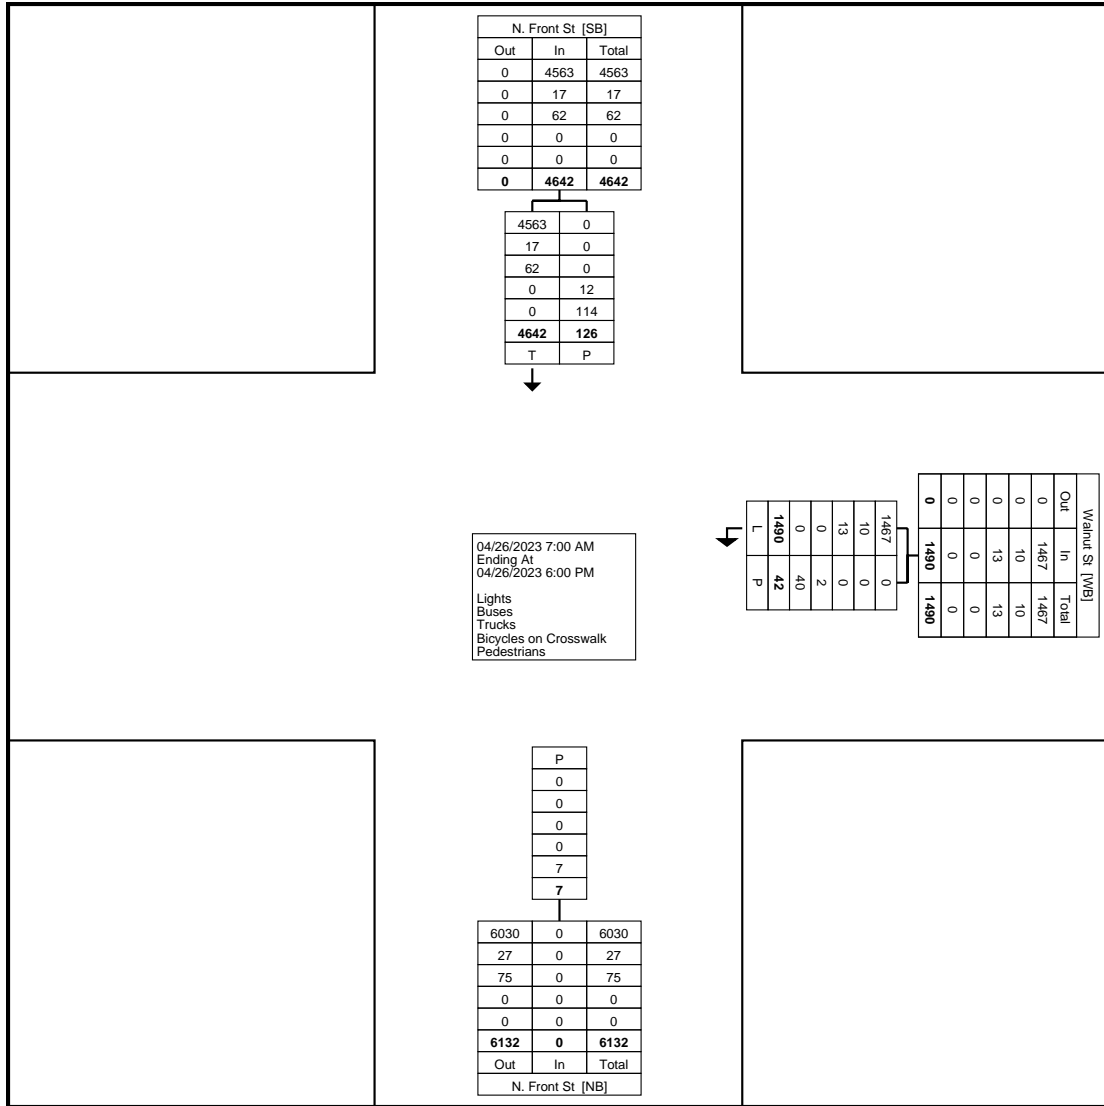 N. Front St [SB]
Out In Total
0 4563 4563
0 17 17
0 62 62
0 0 0
0 0 0
0 4642 4642
4563 0
17 0
62 0
0 12
0 114
4642 126
T P
Walnut St [WB]
Out In Total
0 1467 1467
0 10 10
0 13 13
0 0 0
0 0 0
0 1490 1490
1467 0
10 0
13 0
0 2
0 40
1490 42
L P
04/26/2023 7:00 AM
Ending At
04/26/2023 6:00 PM
Lights
Buses
Trucks
Bicycles on Crosswalk
Pedestrians
P
0
0
0
0
7
7
6030 0 6030
27 0 27
75 0 75
0 0 0
0 0 0
6132 0 6132
Out In Total
N. Front St [NB]